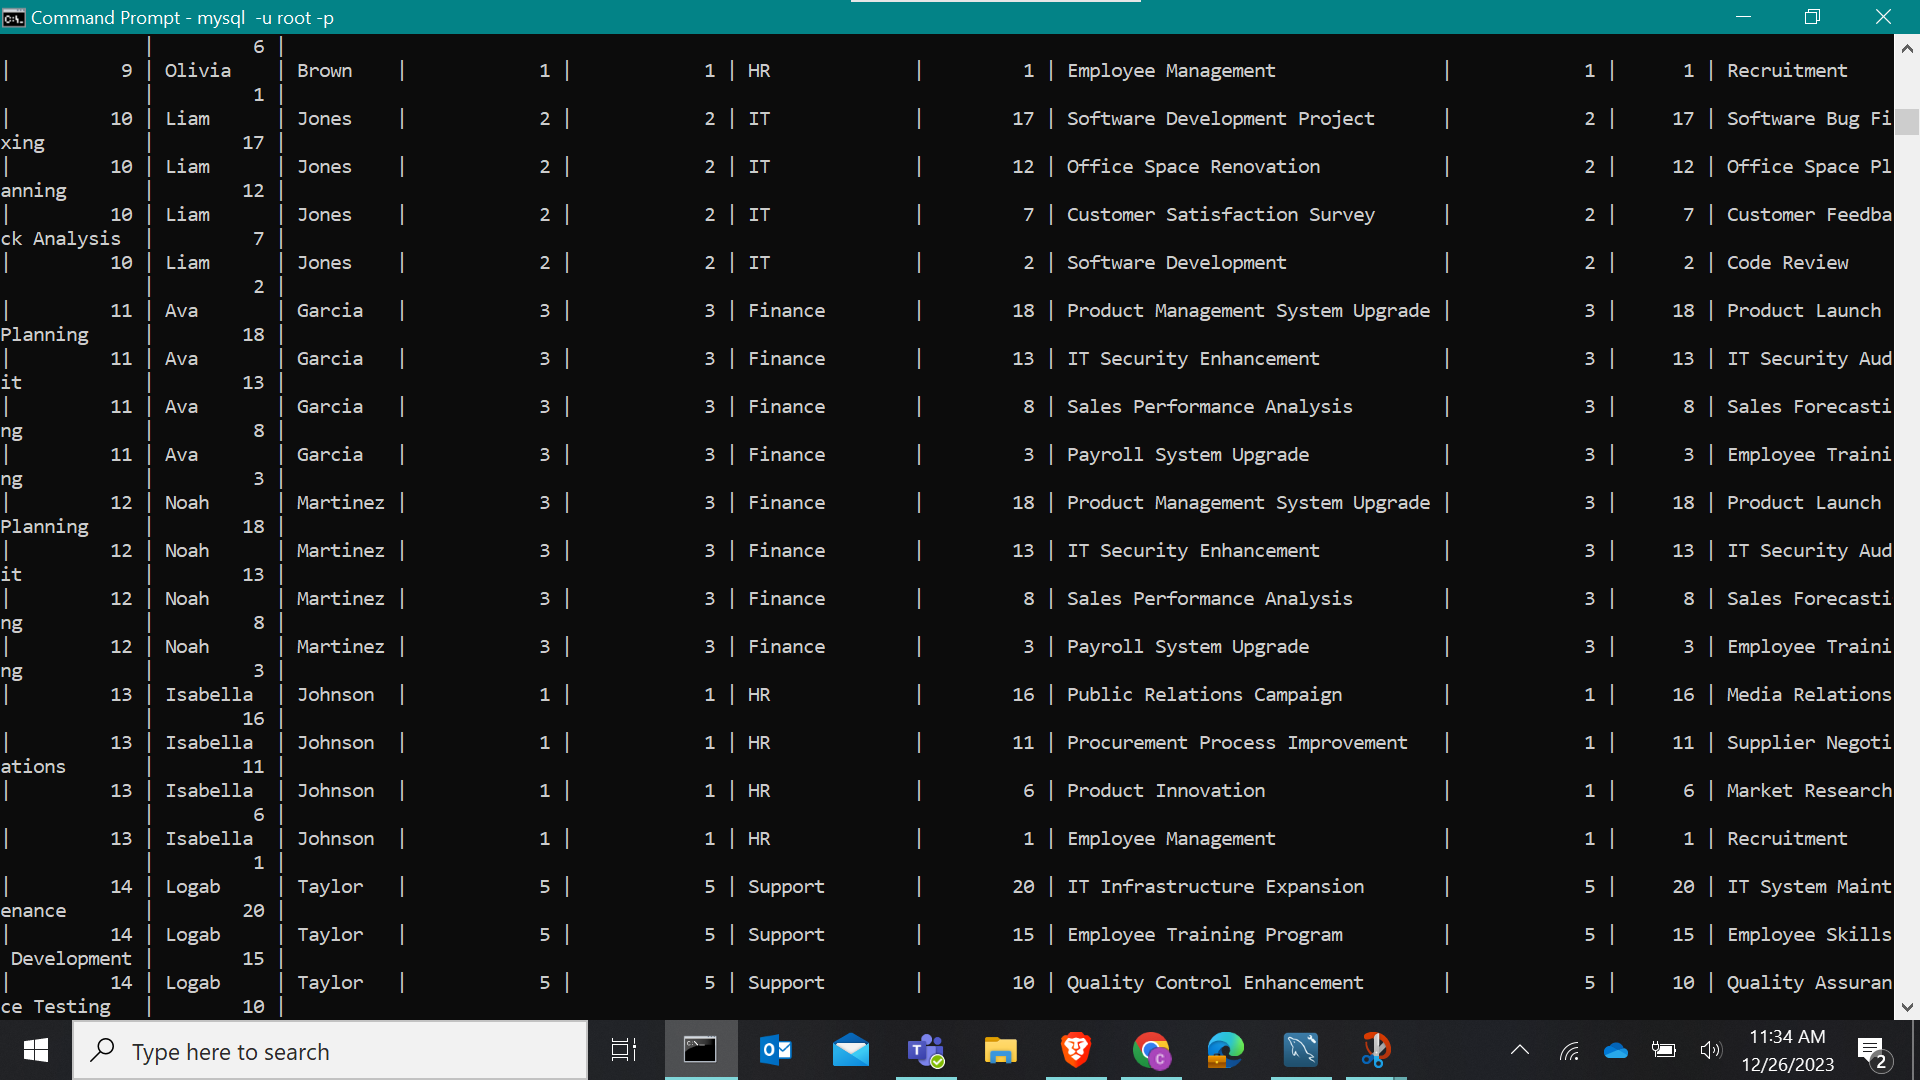 Command Prompt - mysql  -u root -p
              |         6 |
|          9 | Olivia    | Brown    |            1 |            1 | HR             |         1 | Employee Management               |            1 |       1 | Recruitment
              |         1 |
|         10 | Liam      | Jones    |            2 |            2 | IT             |        17 | Software Development Project      |            2 |      17 | Software Bug Fi
xing          |        17 |
|         10 | Liam      | Jones    |            2 |            2 | IT             |        12 | Office Space Renovation           |            2 |      12 | Office Space Pl
anning        |        12 |
|         10 | Liam      | Jones    |            2 |            2 | IT             |         7 | Customer Satisfaction Survey      |            2 |       7 | Customer Feedba
ck Analysis   |         7 |
|         10 | Liam      | Jones    |            2 |            2 | IT             |         2 | Software Development              |            2 |       2 | Code Review
              |         2 |
|         11 | Ava       | Garcia   |            3 |            3 | Finance        |        18 | Product Management System Upgrade |            3 |      18 | Product Launch
Planning      |        18 |
|         11 | Ava       | Garcia   |            3 |            3 | Finance        |        13 | IT Security Enhancement           |            3 |      13 | IT Security Aud
it            |        13 |
|         11 | Ava       | Garcia   |            3 |            3 | Finance        |         8 | Sales Performance Analysis        |            3 |       8 | Sales Forecasti
ng            |         8 |
|         11 | Ava       | Garcia   |            3 |            3 | Finance        |         3 | Payroll System Upgrade            |            3 |       3 | Employee Traini
ng            |         3 |
|         12 | Noah      | Martinez |            3 |            3 | Finance        |        18 | Product Management System Upgrade |            3 |      18 | Product Launch
Planning      |        18 |
|         12 | Noah      | Martinez |            3 |            3 | Finance        |        13 | IT Security Enhancement           |            3 |      13 | IT Security Aud
it            |        13 |
|         12 | Noah      | Martinez |            3 |            3 | Finance        |         8 | Sales Performance Analysis        |            3 |       8 | Sales Forecasti
ng            |         8 |
|         12 | Noah      | Martinez |            3 |            3 | Finance        |         3 | Payroll System Upgrade            |            3 |       3 | Employee Traini
ng            |         3 |
|         13 | Isabella  | Johnson  |            1 |            1 | HR             |        16 | Public Relations Campaign         |            1 |      16 | Media Relations
              |        16 |
|         13 | Isabella  | Johnson  |            1 |            1 | HR             |        11 | Procurement Process Improvement   |            1 |      11 | Supplier Negoti
ations        |        11 |
|         13 | Isabella  | Johnson  |            1 |            1 | HR             |         6 | Product Innovation                |            1 |       6 | Market Research
              |         6 |
|         13 | Isabella  | Johnson  |            1 |            1 | HR             |         1 | Employee Management               |            1 |       1 | Recruitment
              |         1 |
|         14 | Logab     | Taylor   |            5 |            5 | Support        |        20 | IT Infrastructure Expansion       |            5 |      20 | IT System Maint
enance        |        20 |
|         14 | Logab     | Taylor   |            5 |            5 | Support        |        15 | Employee Training Program         |            5 |      15 | Employee Skills
 Development  |        15 |
|         14 | Logab     | Taylor   |            5 |            5 | Support        |        10 | Quality Control Enhancement       |            5 |      10 | Quality Assuran
ce Testing    |        10 |
Type here to search
11:34 AM
12/26/2023
2